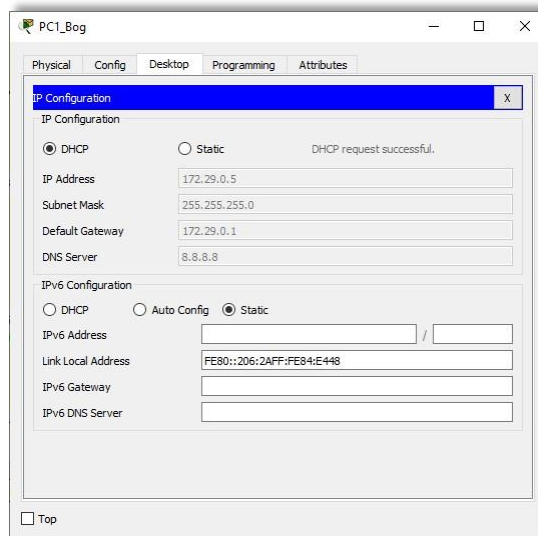 PC1_Bog
Physical Config Desktop Programming Attributes
IP Configuration X
IP Configuration
DHCP Static DHCP request successful.
IP Address 172.29.0.5
Subnet Mask 255.255.255.0
Default Gateway 172.29.0.1
DNS Server 8.8.8.8
IPv6 Configuration
DHCP Auto Config Static
IPv6 Address /
Link Local Address FE80::206:2AFF:FE84:E448
IPv6 Gateway
IPv6 DNS Server
Top